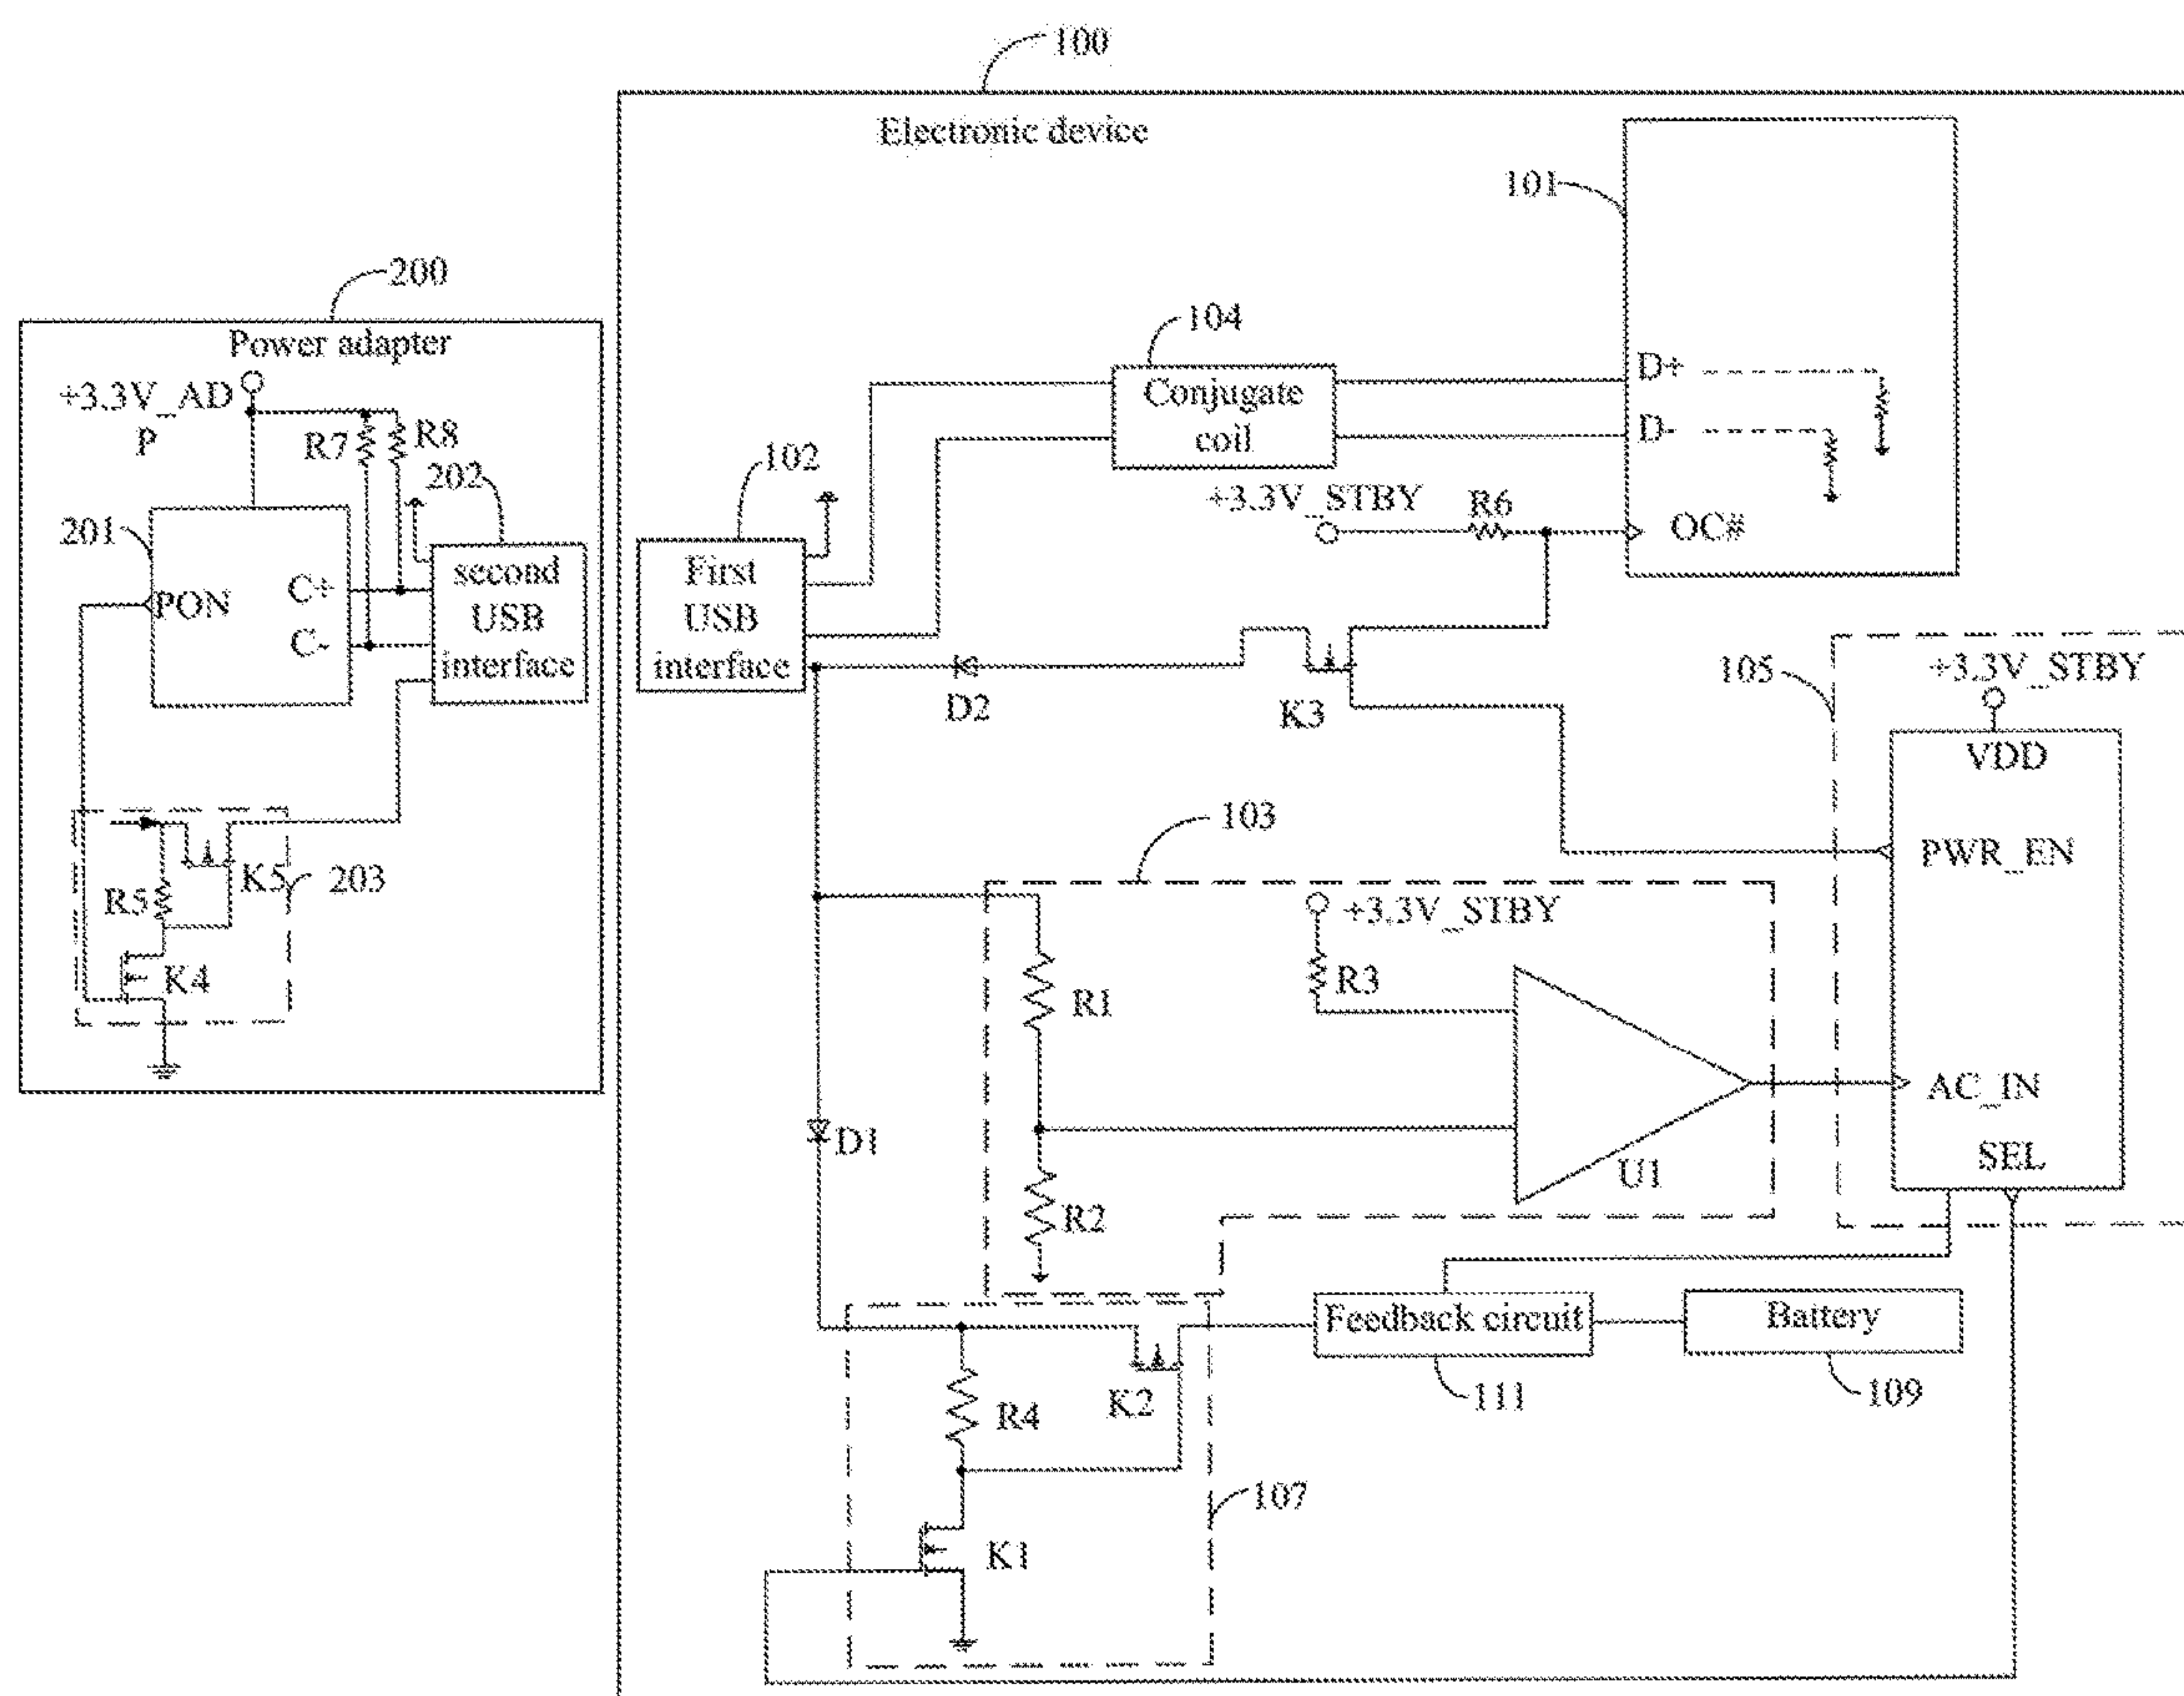 100
Electronic device
101
200
Power adapter
+3.3V_AD
P
R7
R8
202
201
PON
C+
C-
second
USB
interface
R5
K5
203
K4
102
First
USB
interface
104
Conjugate
coil
D+
D-
+3.3V_STBY
R6
OC#
D2
K3
105
+3.3V_STBY
VDD
PWR_EN
AC_IN
SEL
103
+3.3V_STBY
R3
R1
R2
U1
D1
Feedback circuit
111
Battery
109
K2
R4
107
K1